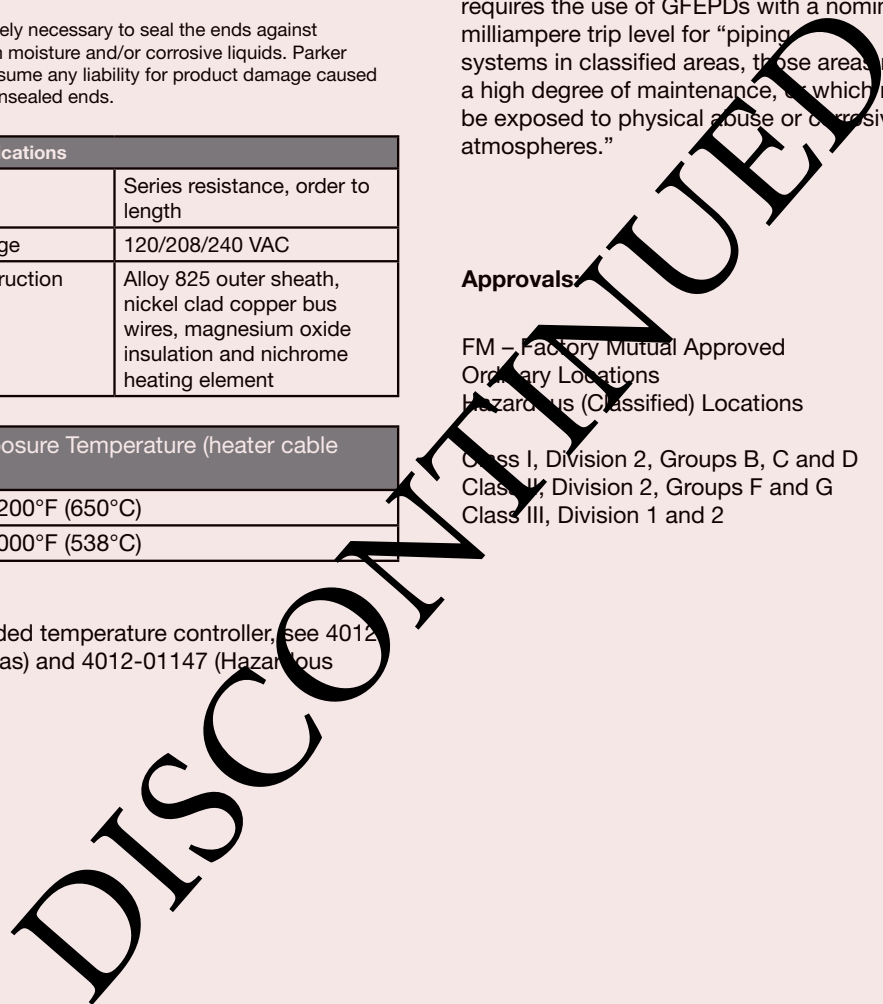 ely necessary to seal the ends against
n moisture and/or corrosive liquids. Parker
sume any liability for product damage caused
nsealed ends.
ications
Series resistance, order to
length
ge 120/208/240 VAC
ruction Alloy 825 outer sheath,
nickel clad copper bus
wires, magnesium oxide
insulation and nichrome
heating element
posure Temperature (heater cable
200°F (650°C)
000°F (538°C)
ded temperature controller, see 4012
as) and 4012-01147 (Hazardous
requires the use of GFEPDs with a nomin
milliampere trip level for “piping
systems in classified areas, those areas
a high degree of maintenance, or which
be exposed to physical abuse or corrosiv
atmospheres.”
Approvals:
FM – Factory Mutual Approved
Ordinary Locations
Hazardous (Classified) Locations
Class I, Division 2, Groups B, C and D
Class II, Division 2, Groups F and G
Class III, Division 1 and 2
DISCONTINUED